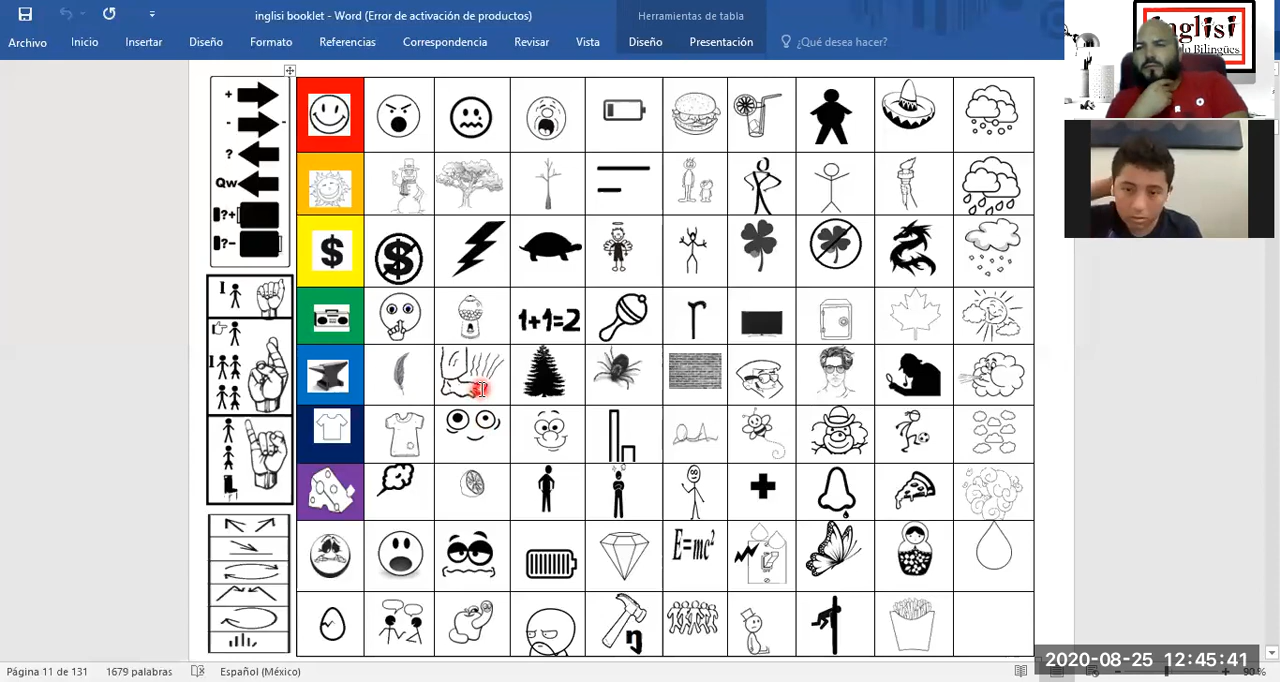 inglisi booklet - Word (Error de activación de productos)
Herramientas de tabla
Archivo Inicio Insertar Diseño Formato Referencias Correspondencia Revisar Vista Diseño Presentación ¿Qué desea hacer?
inglisi
Bilingües
+
-
-
?
Qw
?+
?-
I
I
$
$
1+1=2
r
E=mc²
Página 11 de 131 1679 palabras Español (México)
2020-08-25 12:45:41
90 %